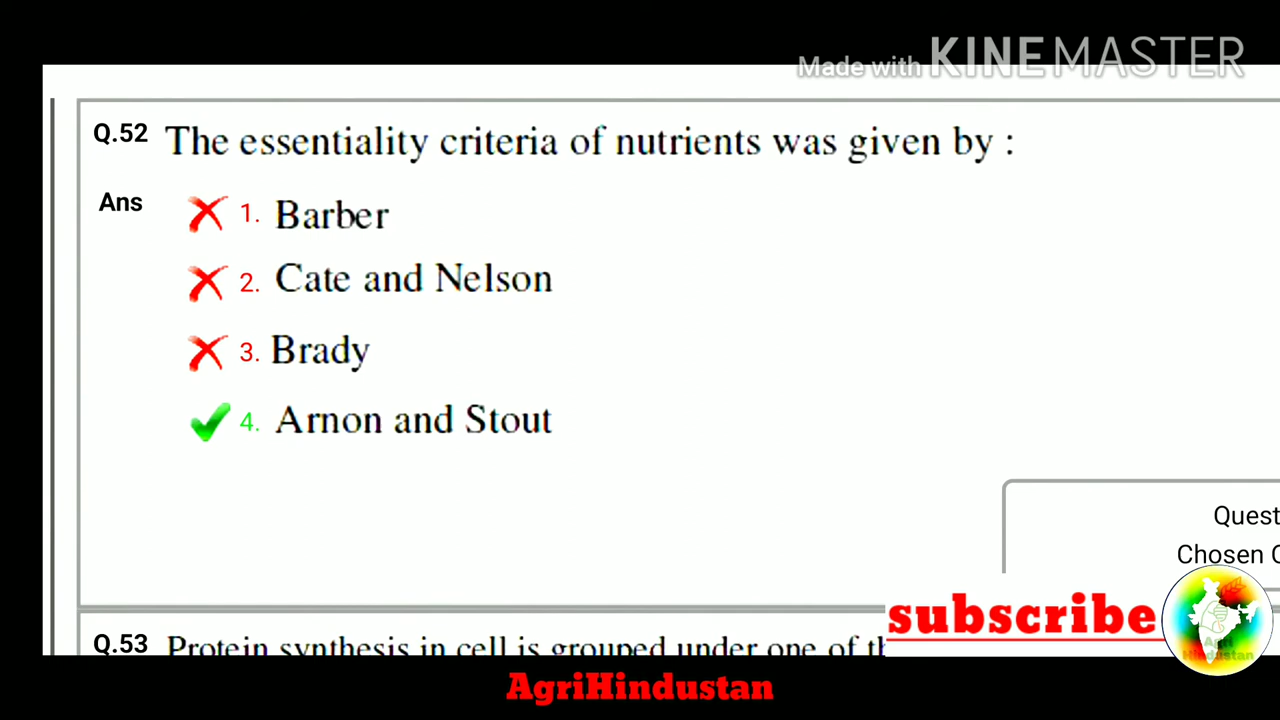 Made with KINEMASTER
Q.52 The essentiality criteria of nutrients was given by :
Ans
1. Barber
2. Cate and Nelson
3. Brady
4. Arnon and Stout
Quest
Chosen
subscribe
Agri
Hindustan
Q.53 Protein synthesis in cell is grouped under one of th
AgriHindustan